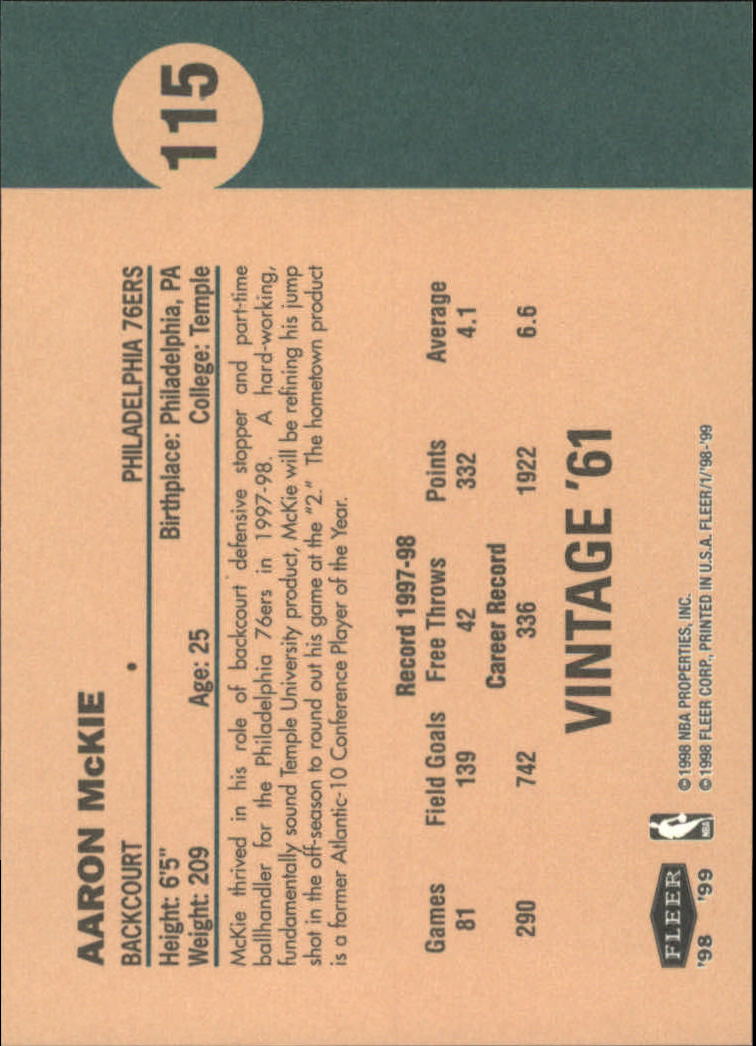 115
AARON McKIE
BACKCOURT • PHILADELPHIA 76ERS
Height: 6'5" Birthplace: Philadelphia, PA
Weight: 209 Age: 25 College: Temple
McKie thrived in his role of backcourt defensive stopper and part-time
ballhandler for the Philadelphia 76ers in 1997-98. A hard-working,
fundamentally sound Temple University product, McKie will be refining his jump
shot in the off-season to round out his game at the "2." The hometown product
is a former Atlantic-10 Conference Player of the Year.
Record 1997-98
Games Field Goals Free Throws Points Average
81 139 42 332 4.1
Career Record
290 742 336 1922 6.6
VINTAGE '61
FLEER
'98 '99
NBA
© 1998 NBA PROPERTIES, INC.
© 1998 FLEER CORP., PRINTED IN U.S.A. FLEER/1/'98-'99